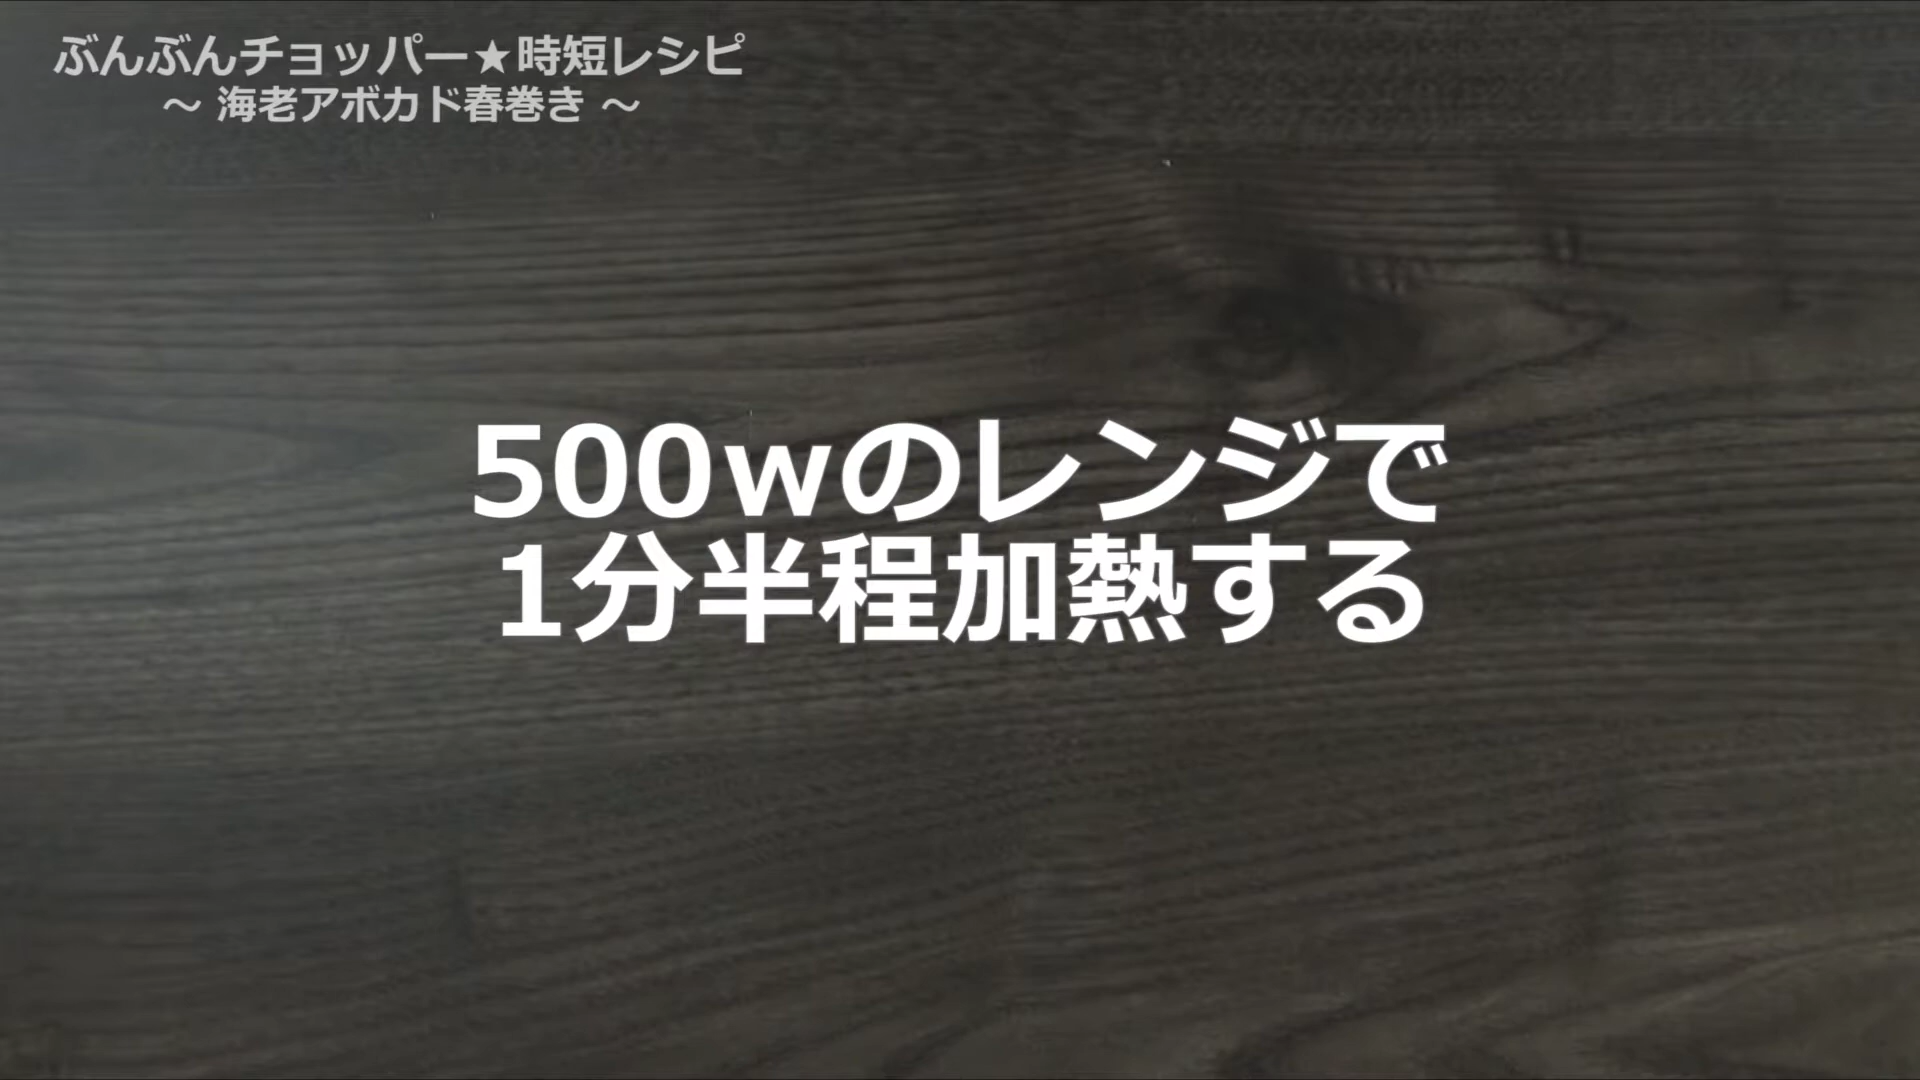 ぶんぶんチョッパー★時短レシピ
～ 海老アボカド春巻き ～
500wのレンジで
1分半程加熱する